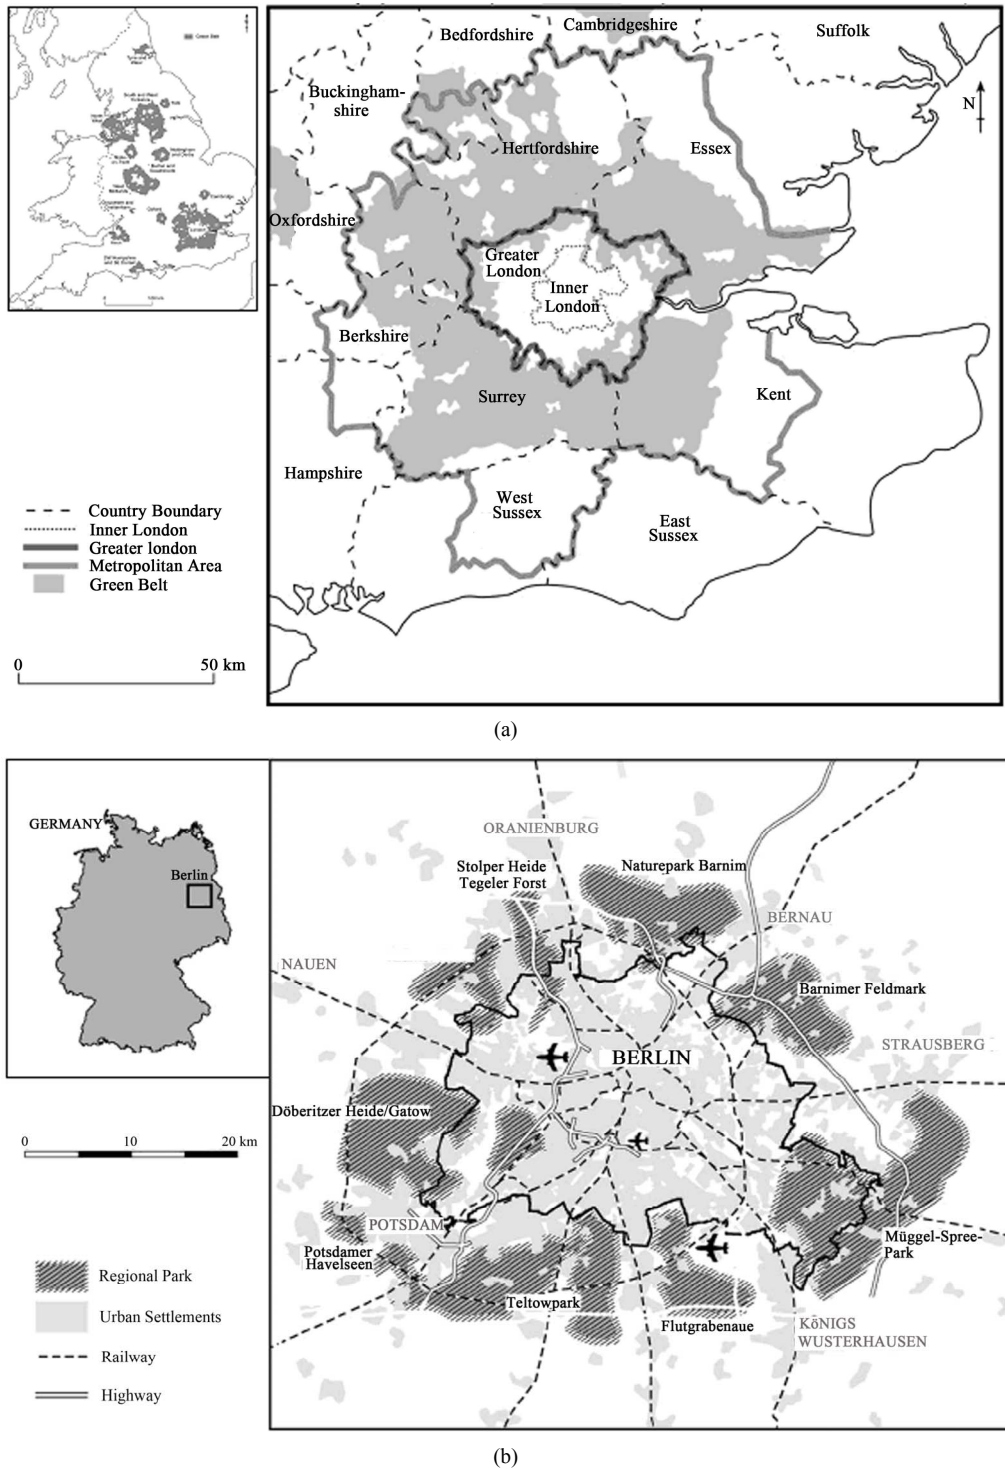 Green Belt
Cambridgeshire
Bedfordshire
Suffolk
Buckingham-
shire
N
Hertfordshire
Essex
Oxfordshire
Greater
London
Inner
London
Berkshire
Surrey
Kent
Hampshire
West
Sussex
East
Sussex
Country Boundary
Inner London
Greater london
Metropolitan Area
Green Belt
0 50 km
(a)
GERMANY
Berlin
ORANIENBURG
Stolper Heide
Tegeler Forst
Naturepark Barnim
BERNAU
NAUEN
Barnimer Feldmark
STRAUSBERG
BERLIN
Döberitzer Heide/Gatow
0 10 20 km
POTSDAM
Potsdamer
Havelseen
Müggel-Spree-
Park
Teltowpark
Flutgrabenaue
KöNIGS
WUSTERHAUSEN
Regional Park
Urban Settlements
Railway
Highway
(b)